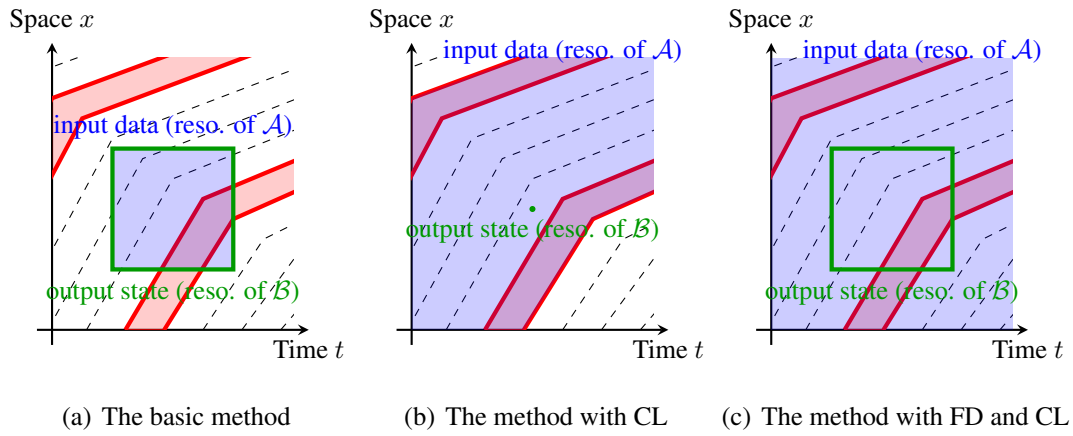 Space x
input data (reso. of 𝒜)
output state (reso. of ℬ)
Time t
(a) The basic method
Space x
input data (reso. of 𝒜)
output state (reso. of ℬ)
Time t
(b) The method with CL
Space x
input data (reso. of 𝒜)
output state (reso. of ℬ)
Time t
(c) The method with FD and CL